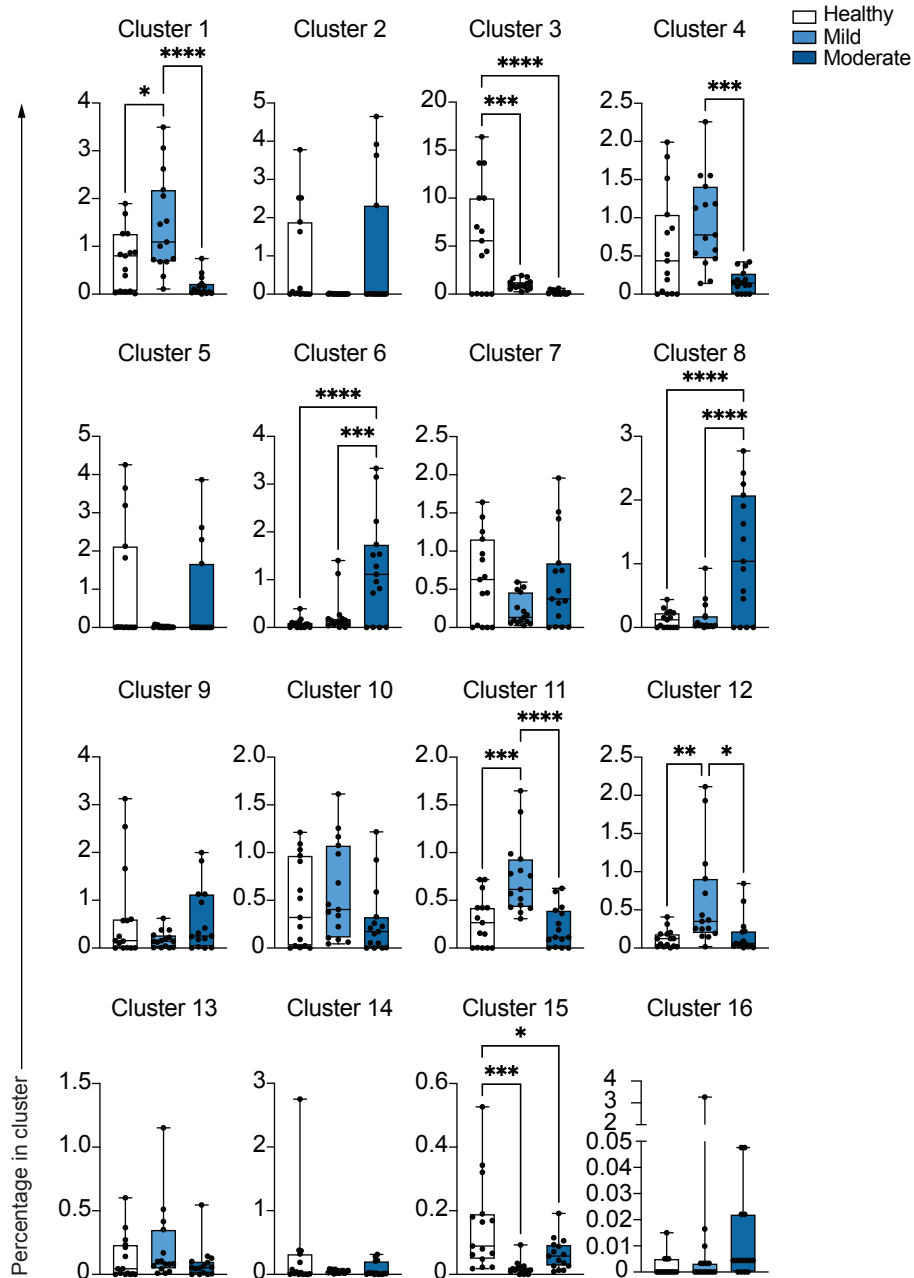 Healthy
Mild
Moderate
Cluster 1 Cluster 2 Cluster 3 Cluster 4
**** **** ***
* ***
4 5 20 2.5
3 4 15 2.0
2 3 10 1.5
1 2 5 1.0
0 1 0 0.5
0 0.0
Cluster 5 Cluster 6 Cluster 7 Cluster 8
**** ****
*** ****
5 4 2.5 3
4 3 2.0 2
3 2 1.5 1
2 1 1.0 0
1 0 0.5
0 0
Cluster 9 Cluster 10 Cluster 11 Cluster 12
*** **** ** *
4 2.0 2.0 2.5
3 1.5 1.5 2.0
2 1.0 1.0 1.5
1 0.5 0.5 1.0
0 0.0 0 0.5
0.0
Cluster 13 Cluster 14 Cluster 15 Cluster 16
*
***
1.5 3 0.6 4
1.0 2 0.4 3
0.5 1 0.2 2
0 0 0 0.05
0.04
0.03
0.02
0.01
0
Percentage in cluster